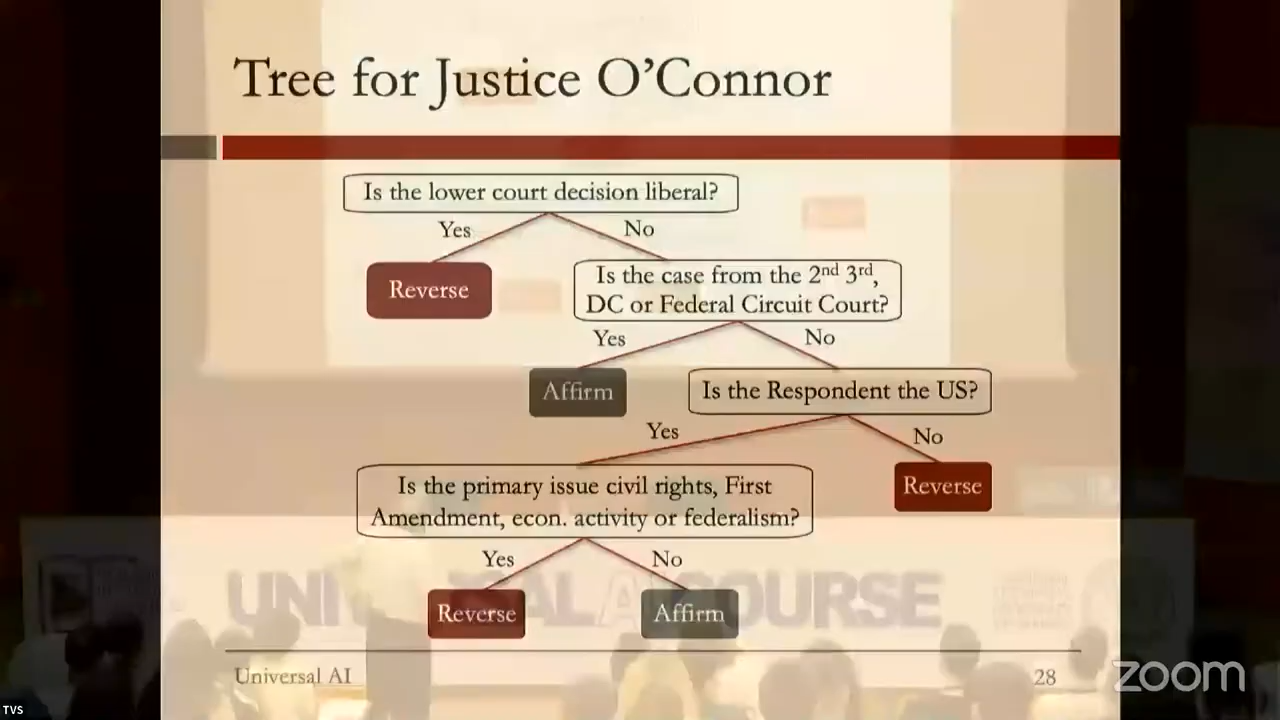 Tree for Justice O'Connor
Is the lower court decision liberal?
Yes
No
Reverse
Is the case from the 2nd 3rd,
DC or Federal Circuit Court?
Yes
No
Affirm
Is the Respondent the US?
Yes
No
Is the primary issue civil rights, First
Amendment, econ. activity or federalism?
Reverse
Yes
No
Reverse
Affirm
Universal AI
28
zoom
TVS